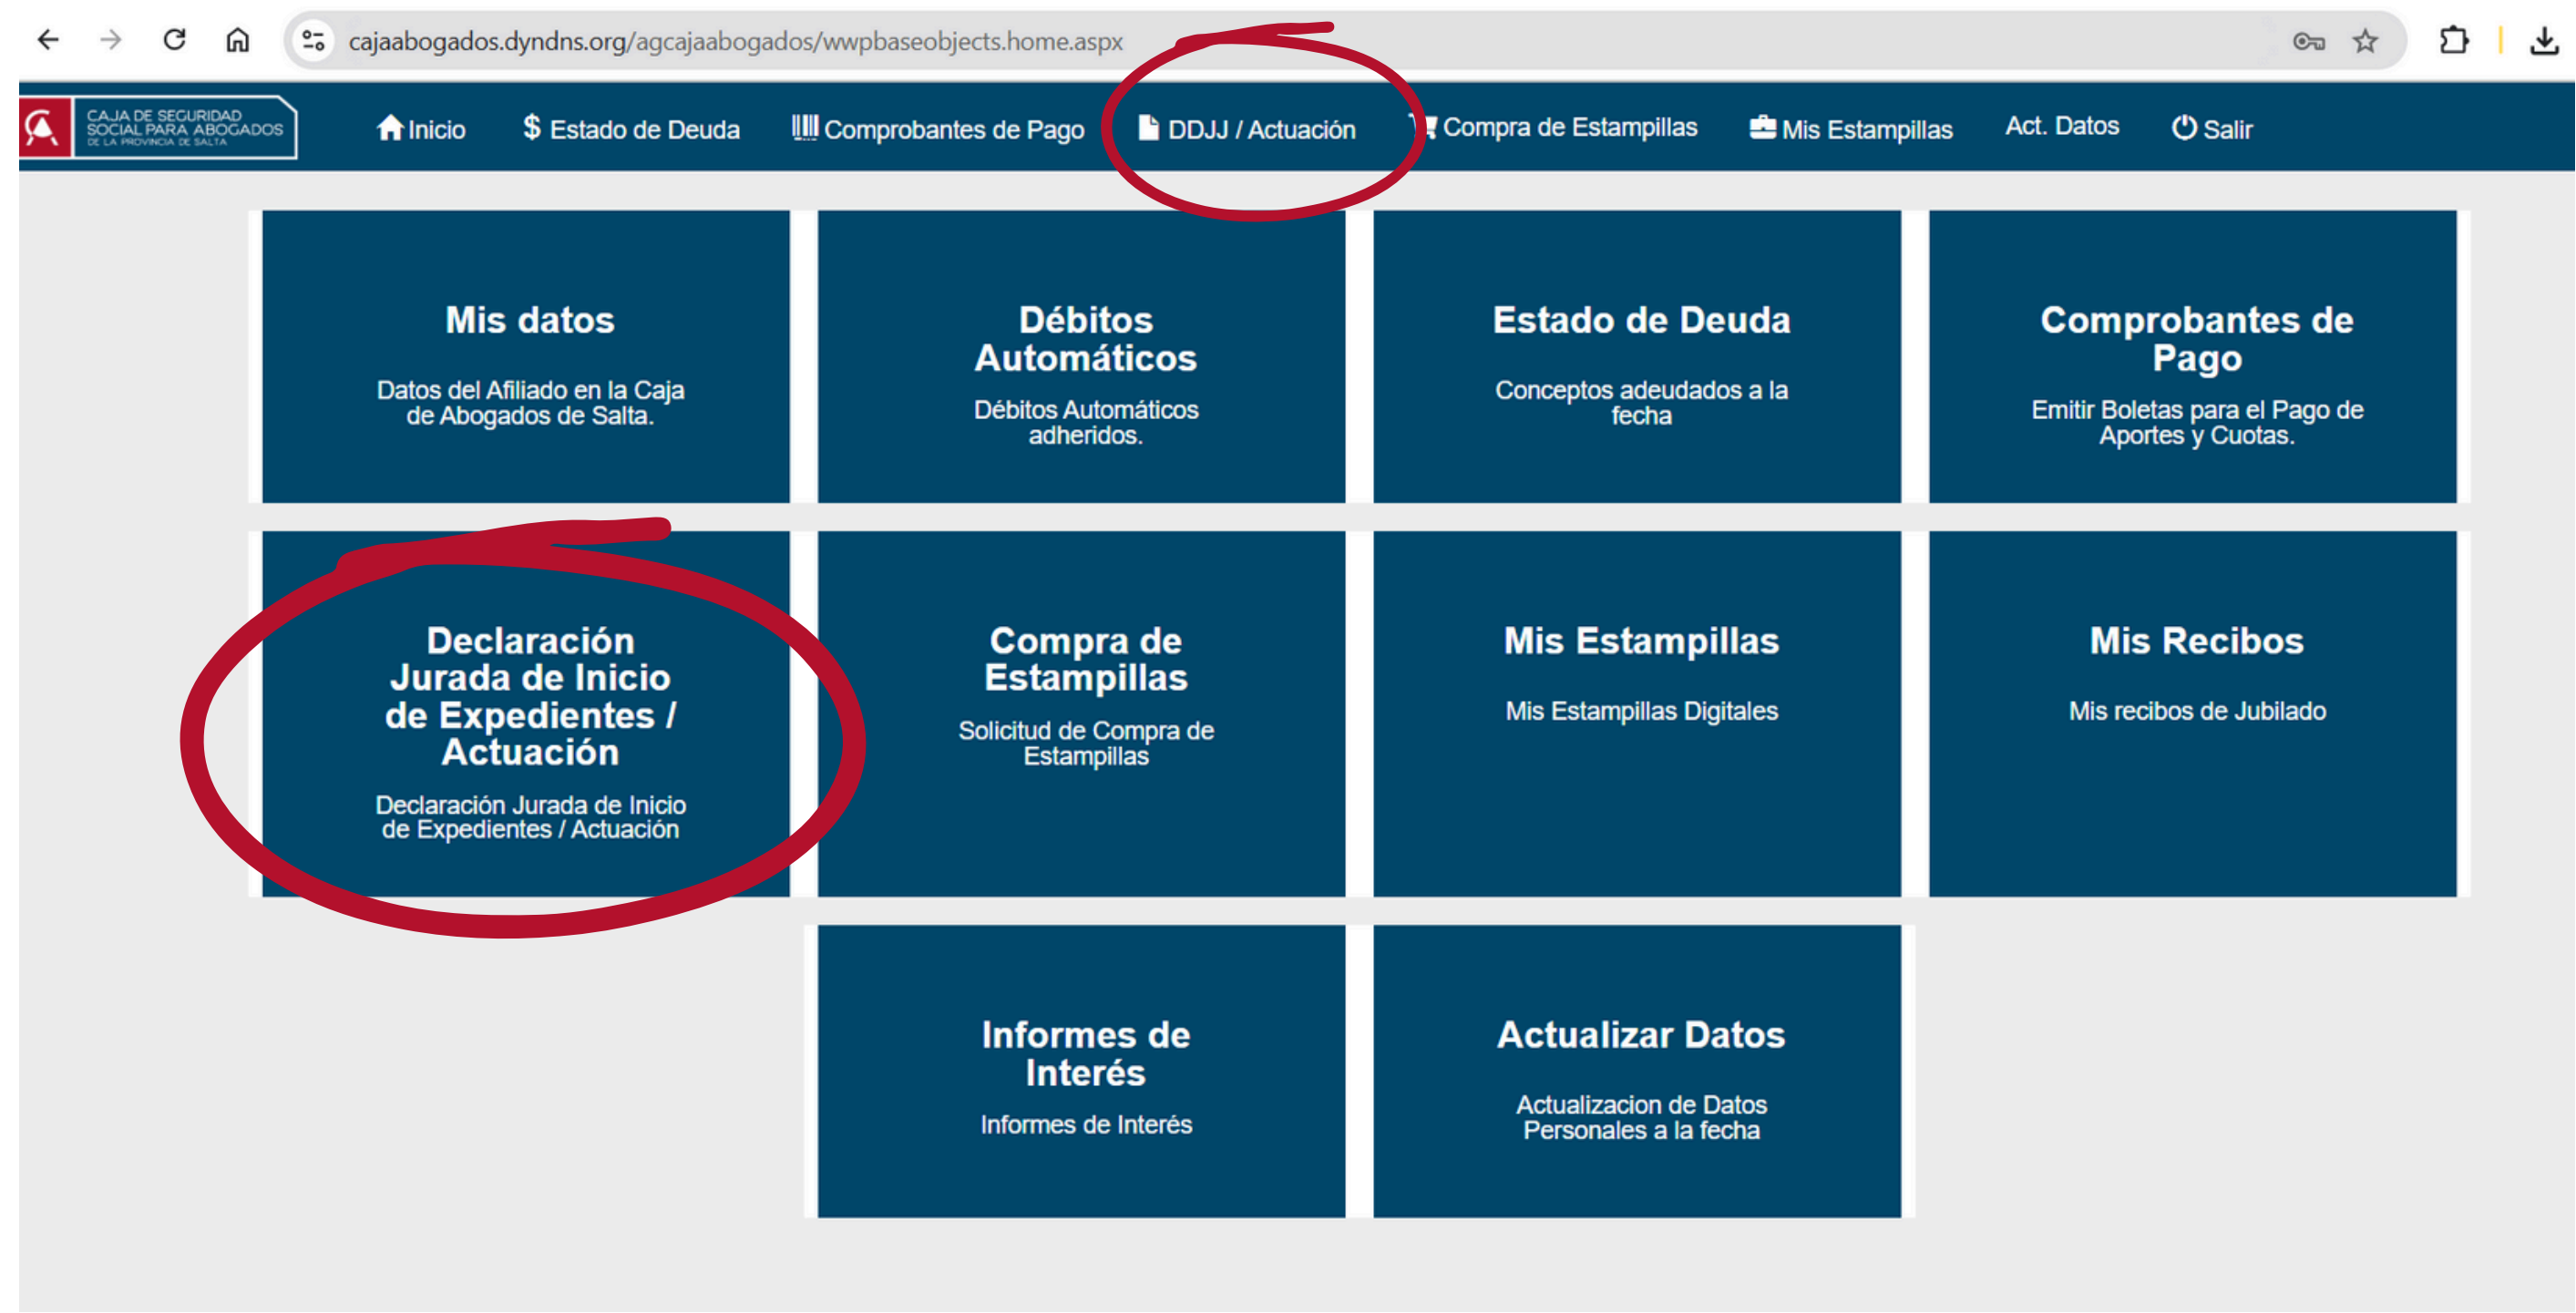 cajaabogados.dyndns.org/agcajaabogados/wwpbaseobjects.home.aspx
CAJA DE SEGURIDAD
SOCIAL PARA ABOGADOS
DE LA PROVINCIA DE SALTA
Inicio
$ Estado de Deuda
Comprobantes de Pago
DDJJ / Actuación
Compra de Estampillas
Mis Estampillas
Act. Datos
Salir
Mis datos
Datos del Afiliado en la Caja
de Abogados de Salta.
Débitos
Automáticos
Débitos Automáticos
adheridos.
Estado de Deuda
Conceptos adeudados a la
fecha
Comprobantes de
Pago
Emitir Boletas para el Pago de
Aportes y Cuotas.
Declaración
Jurada de Inicio
de Expedientes /
Actuación
Declaración Jurada de Inicio
de Expedientes / Actuación
Compra de
Estampillas
Solicitud de Compra de
Estampillas
Mis Estampillas
Mis Estampillas Digitales
Mis Recibos
Mis recibos de Jubilado
Informes de
Interés
Informes de Interés
Actualizar Datos
Actualizacion de Datos
Personales a la fecha